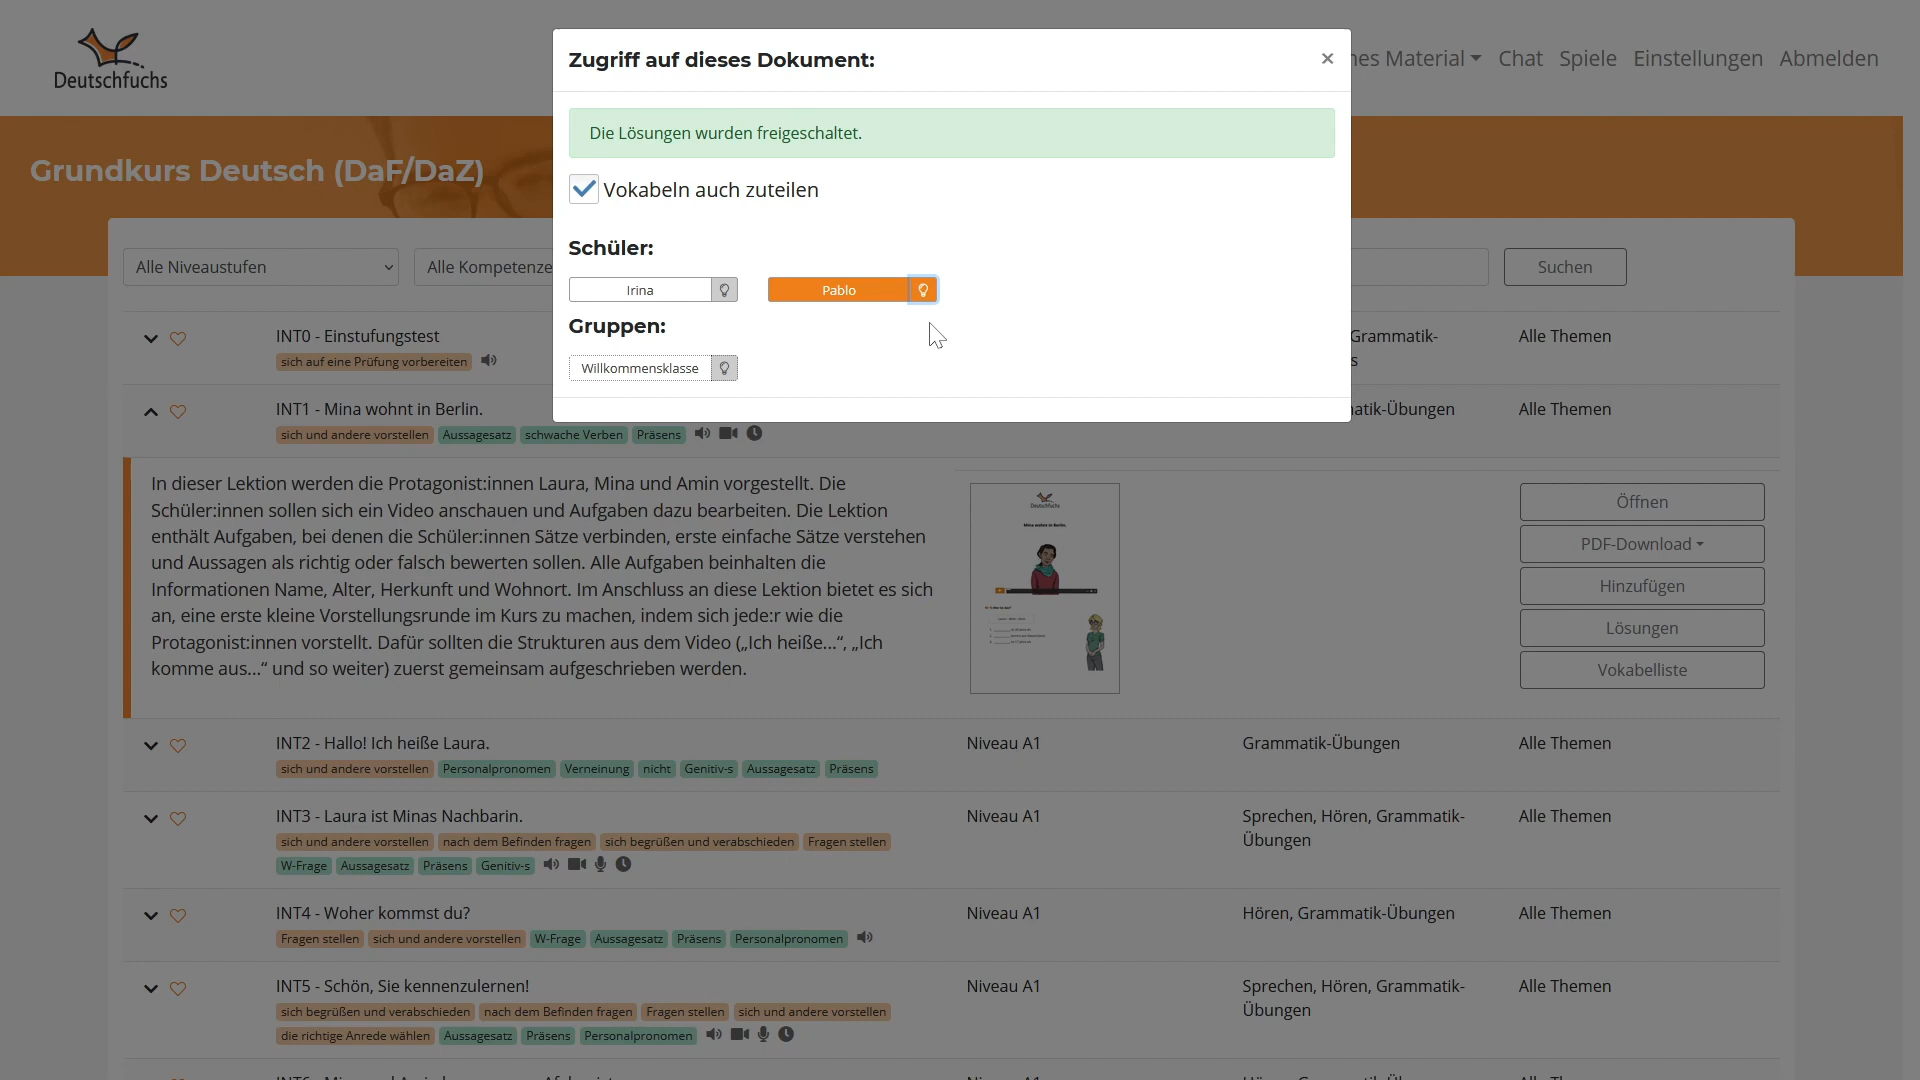 Deutschfuchs
nes Material
Chat
Spiele
Einstellungen
Abmelden
Grundkurs Deutsch (DaF/DaZ)
Zugriff auf dieses Dokument:
×
Die Lösungen wurden freigeschaltet.
Vokabeln auch zuteilen
Schüler:
Irina
Pablo
Gruppen:
Willkommensklasse
Alle Niveaustufen
Alle Kompetenze
Suchen
INT0 - Einstufungstest
Grammatik-
s
Alle Themen
sich auf eine Prüfung vorbereiten
INT1 - Mina wohnt in Berlin.
atik-Übungen
Alle Themen
sich und andere vorstellen Aussagesatz schwache Verben Präsens
In dieser Lektion werden die Protagonist:innen Laura, Mina und Amin vorgestellt. Die
Schüler:innen sollen sich ein Video anschauen und Aufgaben dazu bearbeiten. Die Lektion
enthält Aufgaben, bei denen die Schüler:innen Sätze verbinden, erste einfache Sätze verstehen
und Aussagen als richtig oder falsch bewerten sollen. Alle Aufgaben beinhalten die
Informationen Name, Alter, Herkunft und Wohnort. Im Anschluss an diese Lektion bietet es sich
an, eine erste kleine Vorstellungsrunde im Kurs zu machen, indem sich jede:r wie die
Protagonist:innen vorstellt. Dafür sollten die Strukturen aus dem Video („Ich heiße...“, „Ich
komme aus...“ und so weiter) zuerst gemeinsam aufgeschrieben werden.
Deutschfuchs
Mina wohnt in Berlin.
Öffnen
PDF-Download
Hinzufügen
Lösungen
Vokabelliste
INT2 - Hallo! Ich heiße Laura.
Niveau A1
Grammatik-Übungen
Alle Themen
sich und andere vorstellen Personalpronomen Verneinung nicht Genitiv-s Aussagesatz Präsens
INT3 - Laura ist Minas Nachbarin.
Niveau A1
Sprechen, Hören, Grammatik-
Übungen
Alle Themen
sich und andere vorstellen nach dem Befinden fragen sich begrüßen und verabschieden Fragen stellen
W-Frage Aussagesatz Präsens Genitiv-s
INT4 - Woher kommst du?
Niveau A1
Hören, Grammatik-Übungen
Alle Themen
Fragen stellen sich und andere vorstellen W-Frage Aussagesatz Präsens Personalpronomen
INT5 - Schön, Sie kennenzulernen!
Niveau A1
Sprechen, Hören, Grammatik-
Übungen
Alle Themen
sich begrüßen und verabschieden nach dem Befinden fragen Fragen stellen sich und andere vorstellen
die richtige Anrede wählen Aussagesatz Präsens Personalpronomen